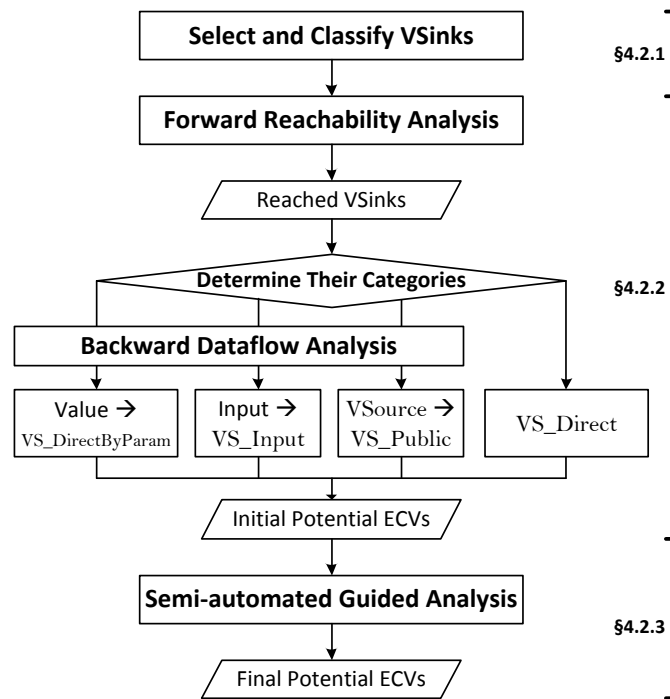 Select and Classify VSinks
§4.2.1
Forward Reachability Analysis
Reached VSinks
Determine Their Categories
§4.2.2
Backward Dataflow Analysis
Value →
VS_DirectByParam
Input →
VS_Input
VSource →
VS_Public
VS_Direct
Initial Potential ECVs
Semi-automated Guided Analysis
§4.2.3
Final Potential ECVs